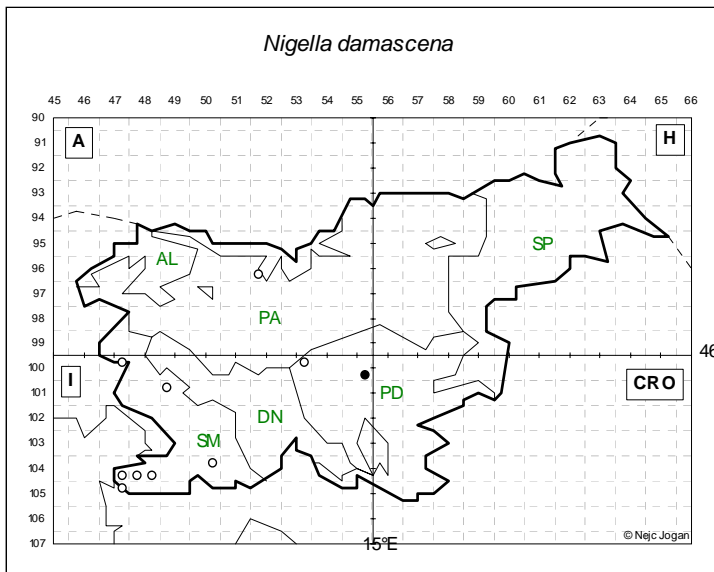 Nigella damascena
45 46 47 48 49 50 51 52 53 54 55 56 57 58 59 60 61 62 63 64 65 66
90
A H
91
92
93
94
95 SP
AL
96
97
98 PA
99
46
100
I CRO
101 PD
102 DN
103 SM
104
105
106
© Nejc Jogan
107
15°E